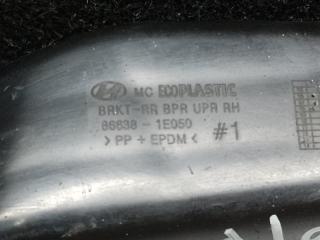 MC ECOPLASTIC
BRKT-RR BPR UPR RH
86638 - 1E050
> PP + EPDM < #1